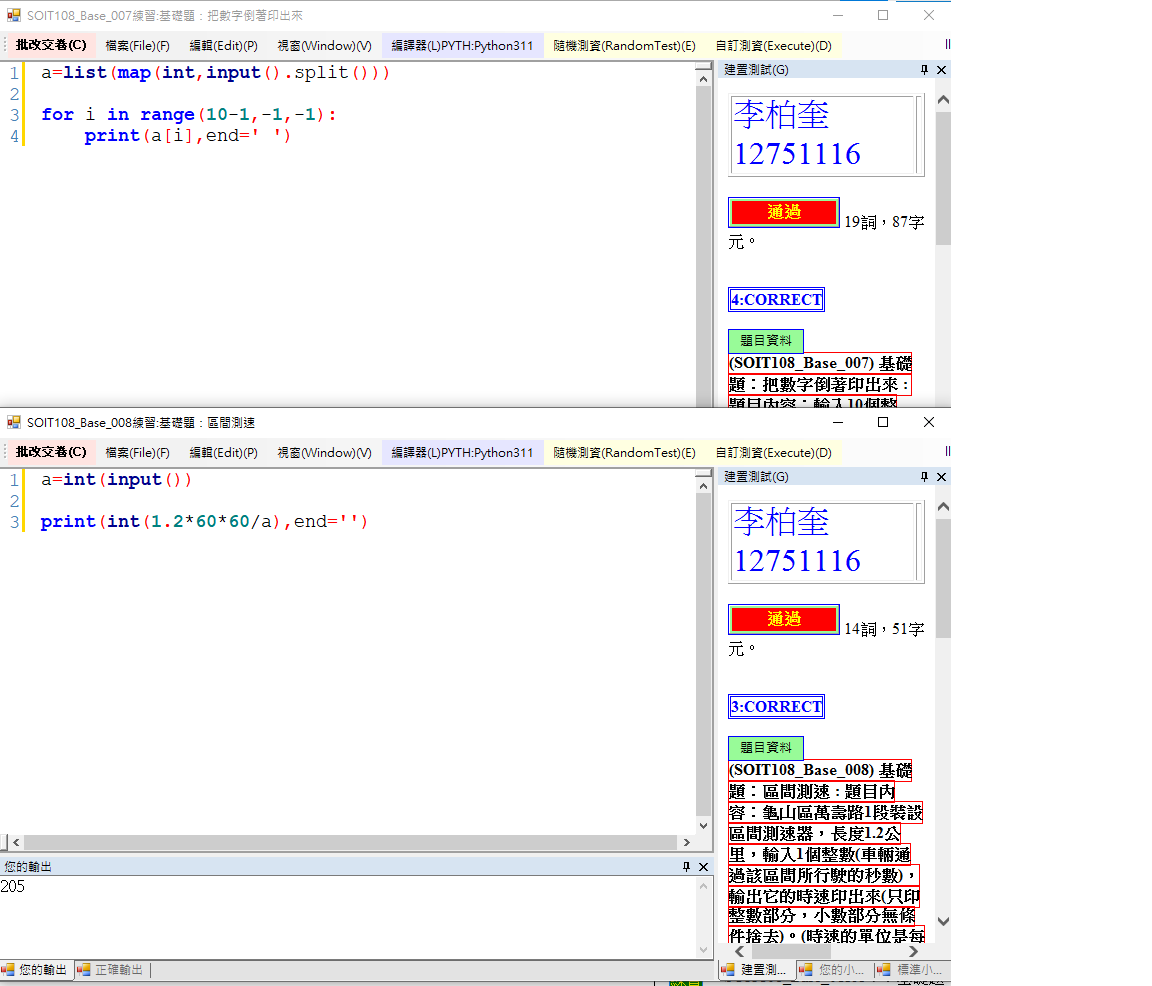 SOIT108_Base_007練習:基礎題：把數字倒著印出來
批改交卷(C) 檔案(File)(F) 編輯(Edit)(P) 視窗(Window)(V) 編譯器(L)PYTH:Python311 隨機測資(RandomTest)(E) 自訂測資(Execute)(D)
1 a=list(map(int,input().split()))
2
3 for i in range(10-1,-1,-1):
4 print(a[i],end=' ')
建置測試(G)
李柏奎
12751116
通過 19詞，87字
元。
4:CORRECT
題目資料
(SOIT108_Base_007) 基礎
題：把數字倒著印出來：
題目內容：輸入10個整
SOIT108_Base_008練習:基礎題：區間測速
批改交卷(C) 檔案(File)(F) 編輯(Edit)(P) 視窗(Window)(V) 編譯器(L)PYTH:Python311 隨機測資(RandomTest)(E) 自訂測資(Execute)(D)
1 a=int(input())
2
3 print(int(1.2*60*60/a),end='')
建置測試(G)
李柏奎
12751116
通過 14詞，51字
元。
3:CORRECT
題目資料
(SOIT108_Base_008) 基礎
題：區間測速：題目內
容：龜山區萬壽路1段裝設
區間測速器，長度1.2公
里，輸入1個整數(車輛通
過該區間所行駛的秒數)，
輸出它的時速印出來(只印
整數部分，小數部分無條
件捨去)。(時速的單位是每
您的輸出
205
您的輸出 正確輸出
建置測... 您的小... 標準小...